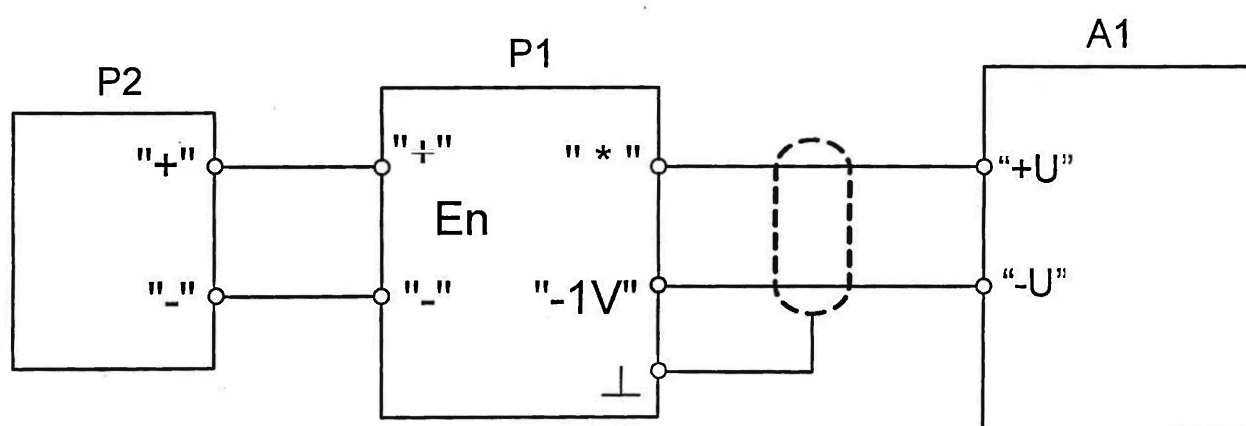 A1
P1
P2
"+" "+" " * " “+U”
En
"-" "-" "-1V" “-U”
⊥